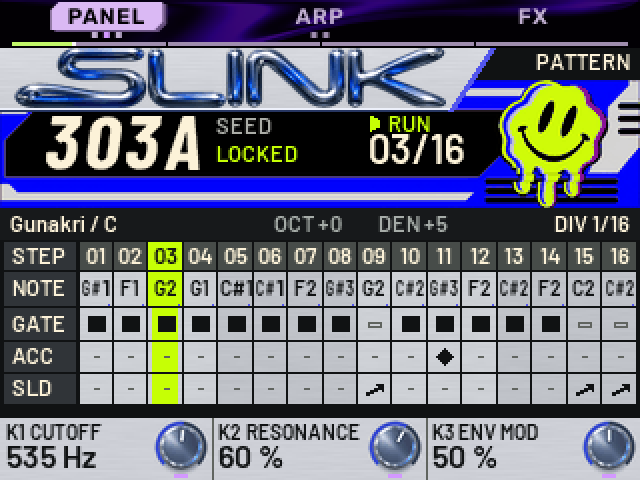 PANEL ARP FX
SLINK
PATTERN
303A SEED LOCKED RUN 03/16
Gunakri / C OCT+0 DEN+5 DIV 1/16
STEP 01 02 03 04 05 06 07 08 09 10 11 12 13 14 15 16
NOTE G#1 F1 G2 G1 C#1 C#1 F2 G#3 G2 C#2 G#3 F2 C#2 F2 C2 C#2
GATE
ACC - - - - - - - - - - - - - - -
SLD - - - - - - - - - - - - -
K1 CUTOFF K2 RESONANCE K3 ENV MOD
535 Hz 60 % 50 %